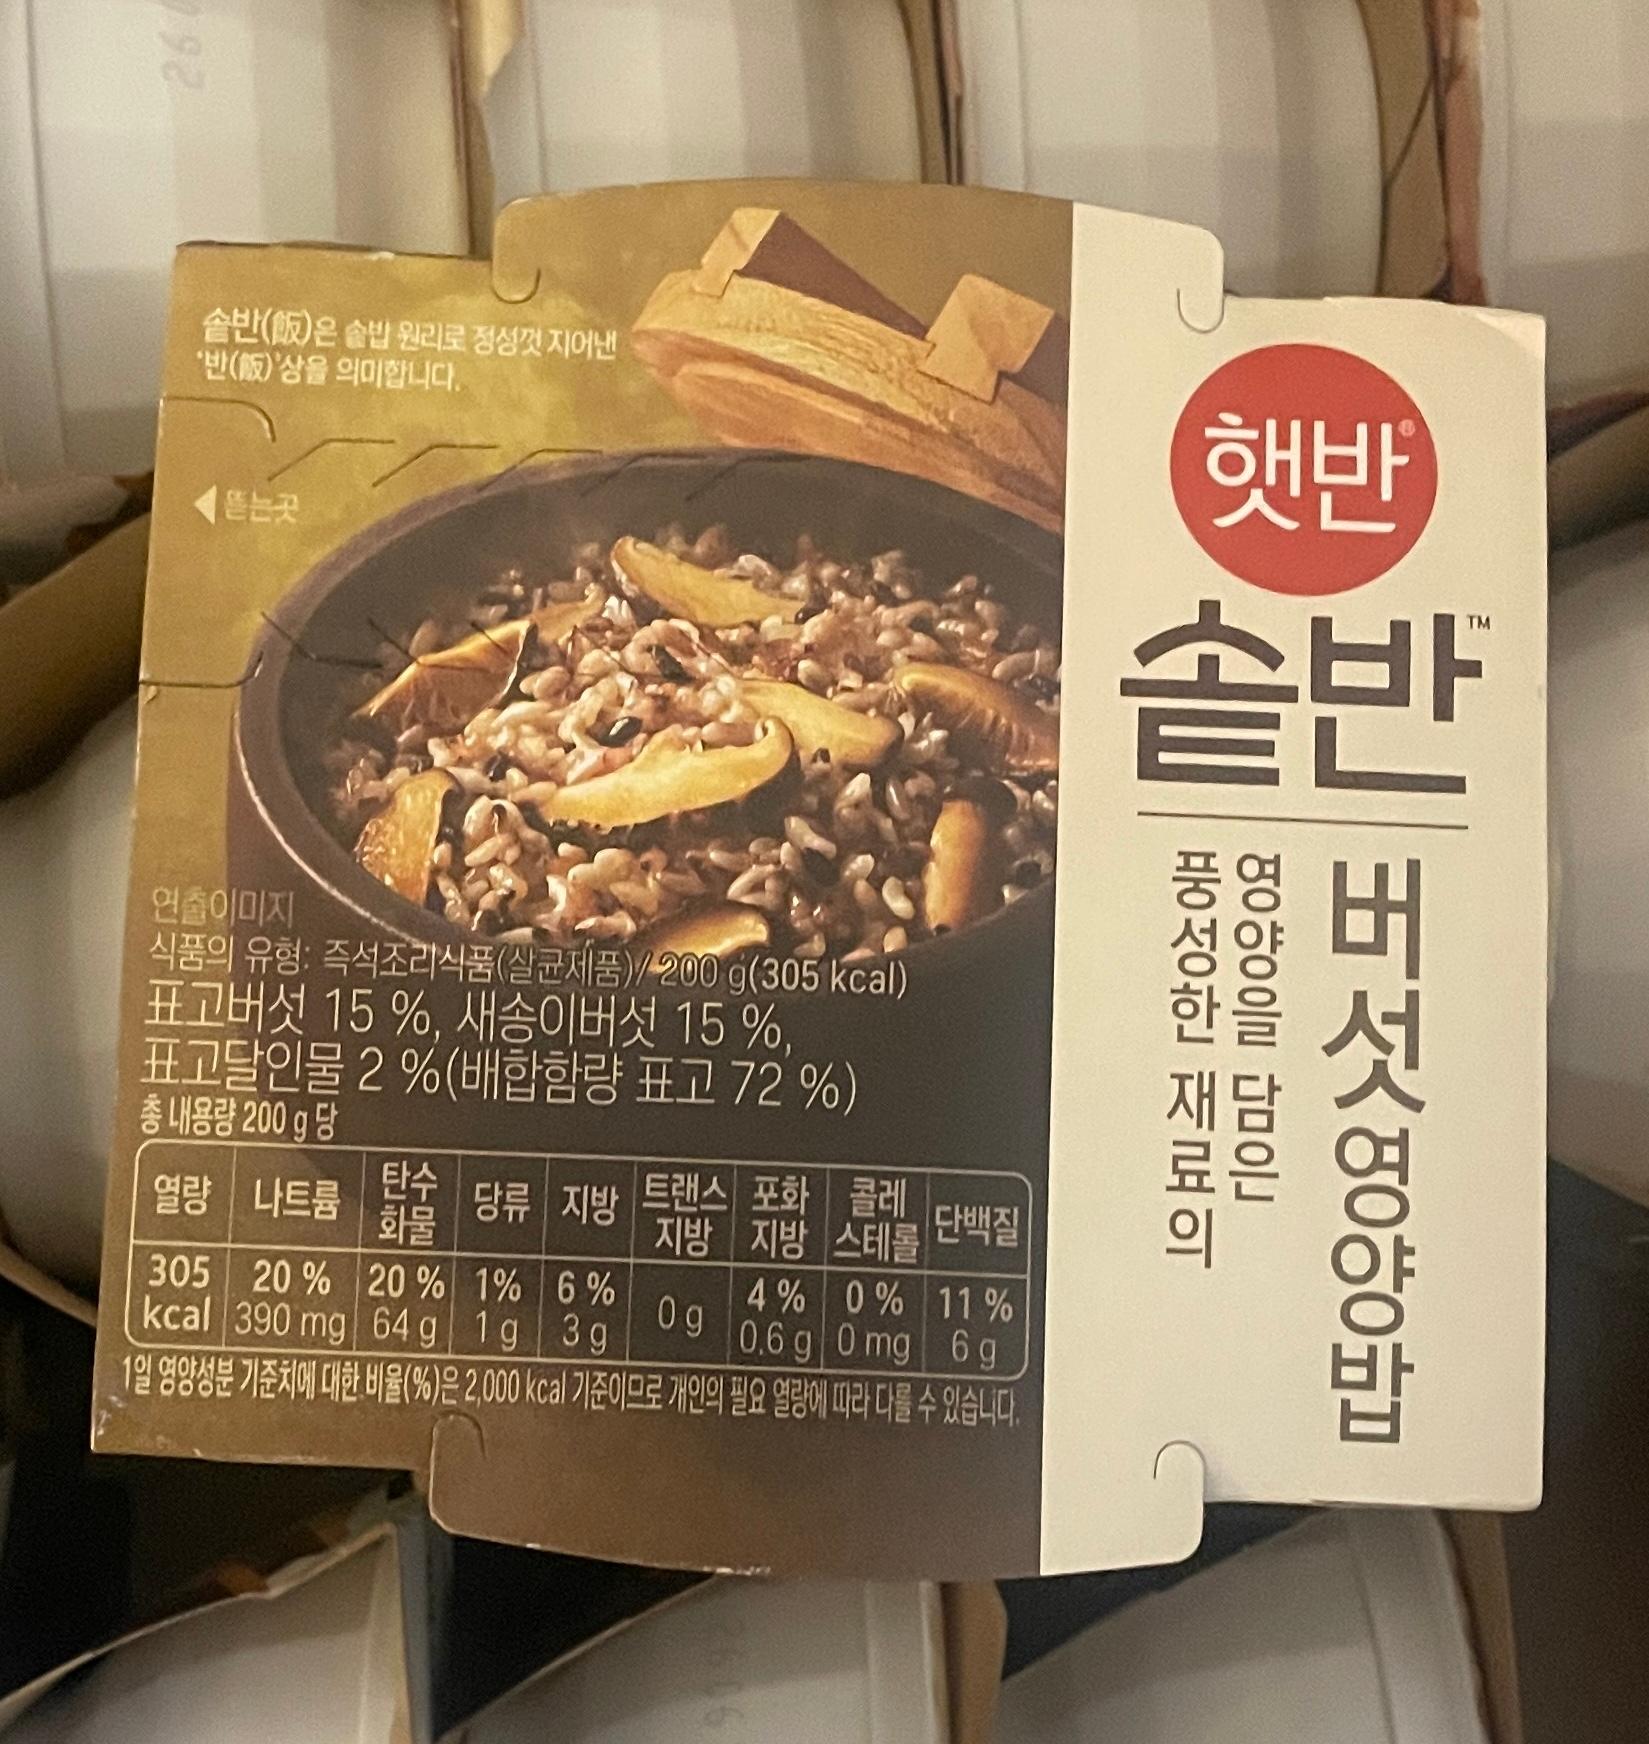 솥반(飯)은 솥밥 원리로 정성껏 지어낸
'반(飯)'상을 의미합니다.
◀ 뜯는곳
햇반®
솥반™
버섯영양밥
영양을 담은
풍성한 재료의
연출이미지
식품의 유형: 즉석조리식품(살균제품)/ 200 g(305 kcal)
표고버섯 15 %, 새송이버섯 15 %,
표고달인물 2 %(배합함량 표고 72 %)
총 내용량 200 g 당
열량 나트륨 탄수화물 당류 지방 트랜스지방 포화지방 콜레스테롤 단백질
305 kcal 20 % 390 mg 20 % 64 g 1% 1 g 6 % 3 g 0 g 4 % 0.6 g 0 % 0 mg 11 % 6 g
1일 영양성분 기준치에 대한 비율(%)은 2,000 kcal 기준이므로 개인의 필요 열량에 따라 다를 수 있습니다.